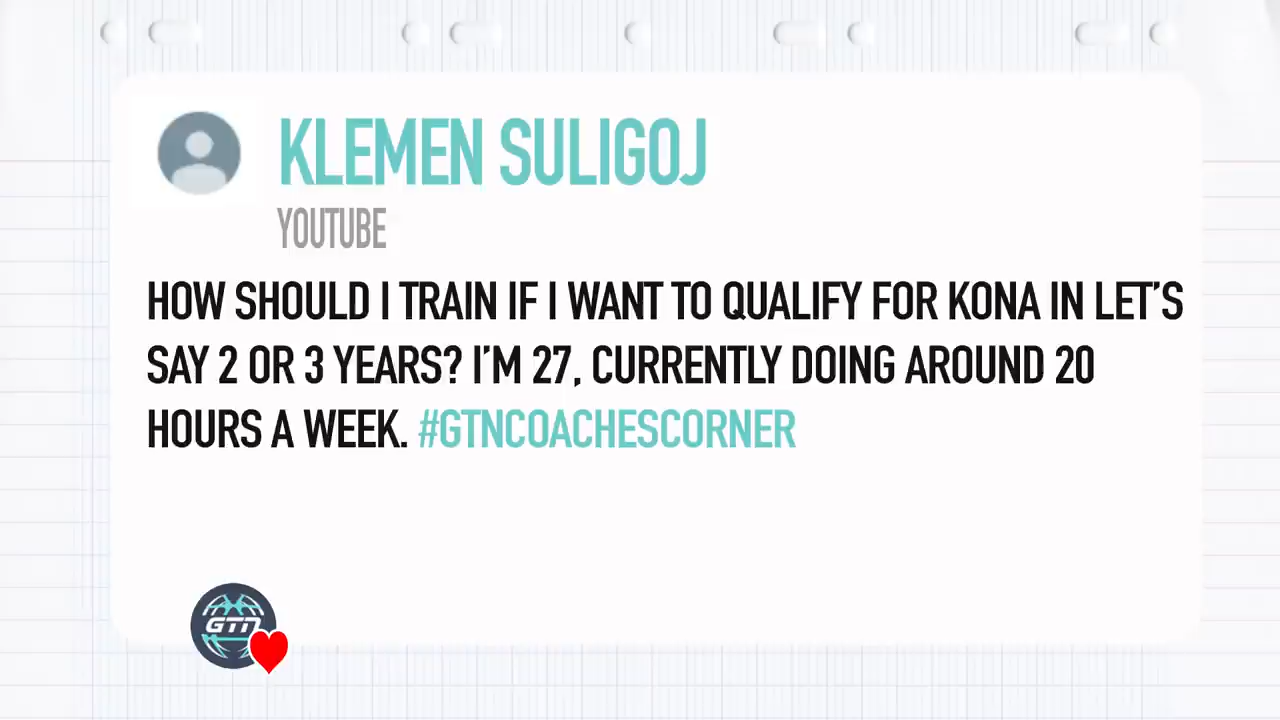 KLEMEN SULIGOJ
YOUTUBE
HOW SHOULD I TRAIN IF I WANT TO QUALIFY FOR KONA IN LET'S
SAY 2 OR 3 YEARS? I'M 27, CURRENTLY DOING AROUND 20
HOURS A WEEK. #GTNCOACHESCORNER
GTN